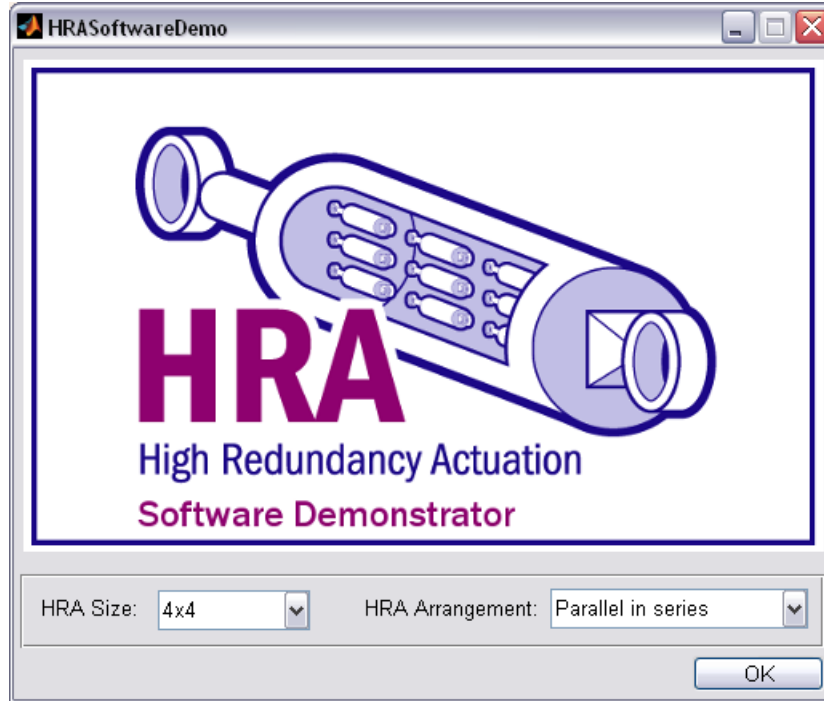 HRASoftwareDemo
HRA
High Redundancy Actuation
Software Demonstrator
HRA Size: 4x4 HRA Arrangement: Parallel in series
OK